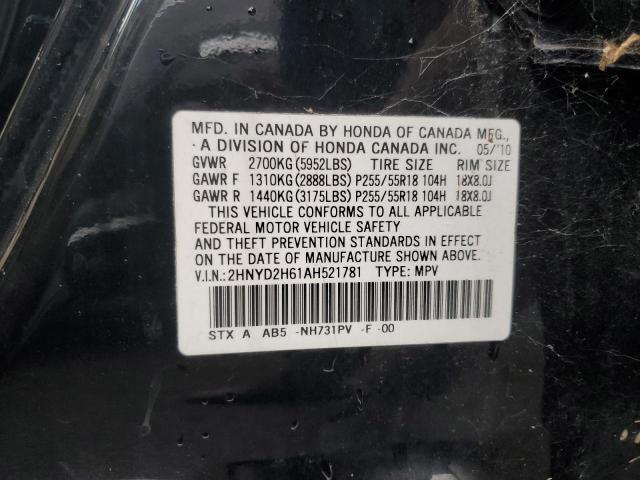 MFD. IN CANADA BY HONDA OF CANADA MFG.,
A DIVISION OF HONDA CANADA INC. 05/'10
GVWR 2700KG(5952LBS) TIRE SIZE RIM SIZE
GAWR F 1310KG(2888LBS) P255/55R18 104H 18X8.0J
GAWR R 1440KG(3175LBS) P255/55R18 104H 18X8.0J
THIS VEHICLE CONFORMS TO ALL APPLICABLE
FEDERAL MOTOR VEHICLE SAFETY
AND THEFT PREVENTION STANDARDS IN EFFECT
ON THE DATE OF MANUFACTURE SHOWN ABOVE.
V.I.N.: 2HNYD2H61AH521781 TYPE: MPV
STX A AB5 -NH731PV -F -00